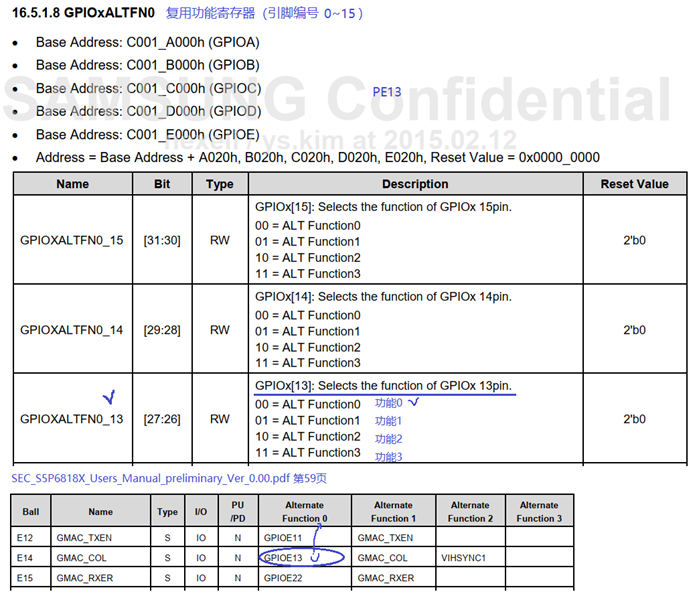 16.5.1.8 GPIOxALTFN0 复用功能寄存器 (引脚编号 0~15 )
• Base Address: C001_A000h (GPIOA)
• Base Address: C001_B000h (GPIOB)
• Base Address: C001_C000h (GPIOC)
PE13
SAMSUNG Confidential
• Base Address: C001_D000h (GPIOD)
• Base Address: C001_E000h (GPIOE)
nexell / ys.kim at 2015.02.12
• Address = Base Address + A020h, B020h, C020h, D020h, E020h, Reset Value = 0x0000_0000
Name Bit Type Description Reset Value
GPIOXALTFN0_15 [31:30] RW GPIOx[15]: Selects the function of GPIOx 15pin. 2'b0
00 = ALT Function0
01 = ALT Function1
10 = ALT Function2
11 = ALT Function3
GPIOXALTFN0_14 [29:28] RW GPIOx[14]: Selects the function of GPIOx 14pin. 2'b0
00 = ALT Function0
01 = ALT Function1
10 = ALT Function2
11 = ALT Function3
GPIOXALTFN0_13 [27:26] RW GPIOx[13]: Selects the function of GPIOx 13pin. 2'b0
00 = ALT Function0 功能0
01 = ALT Function1 功能1
10 = ALT Function2 功能2
11 = ALT Function3 功能3
SEC_S5P6818X_Users_Manual_preliminary_Ver_0.00.pdf 第59页
Ball Name Type I/O PU /PD Alternate Function 0 Alternate Function 1 Alternate Function 2 Alternate Function 3
E12 GMAC_TXEN S IO N GPIOE11 GMAC_TXEN
E14 GMAC_COL S IO N GPIOE13 GMAC_COL VIHSYNC1
E15 GMAC_RXER S IO N GPIOE22 GMAC_RXER